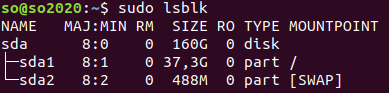 so@so2020:~$ sudo lsblk
NAME   MAJ:MIN RM  SIZE RO TYPE MOUNTPOINT
sda      8:0    0  160G  0 disk
├─sda1   8:1    0 37,3G  0 part /
└─sda2   8:2    0  488M  0 part [SWAP]